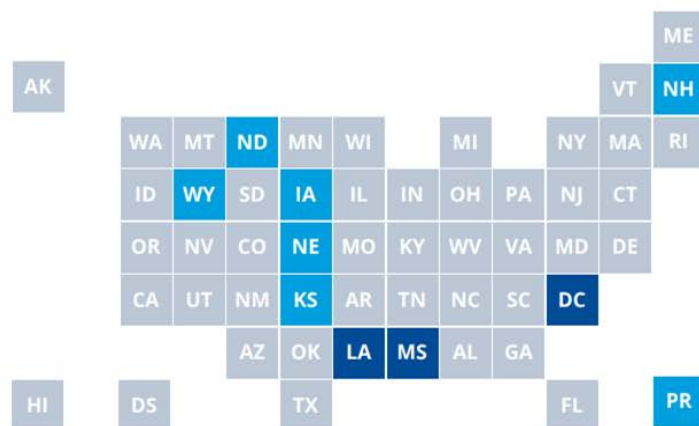 ME
AK VT NH
WA MT ND MN WI MI NY MA RI
ID WY SD IA IL IN OH PA NJ CT
OR NV CO NE MO KY WV VA MD DE
CA UT NM KS AR TN NC SC DC
AZ OK LA MS AL GA
HI DS TX FL PR